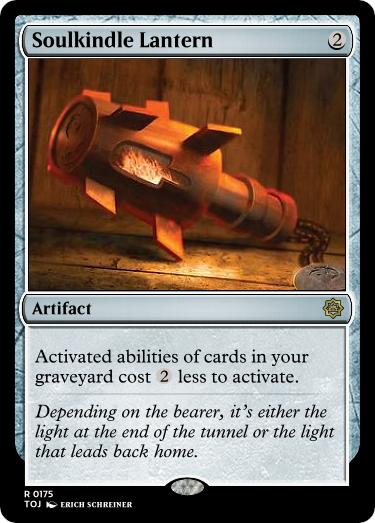 Soulkindle Lantern 2
Artifact
Activated abilities of cards in your
graveyard cost 2 less to activate.
Depending on the bearer, it's either the
light at the end of the tunnel or the light
that leads back home.
R 0175
TOJ ERICH SCHREINER